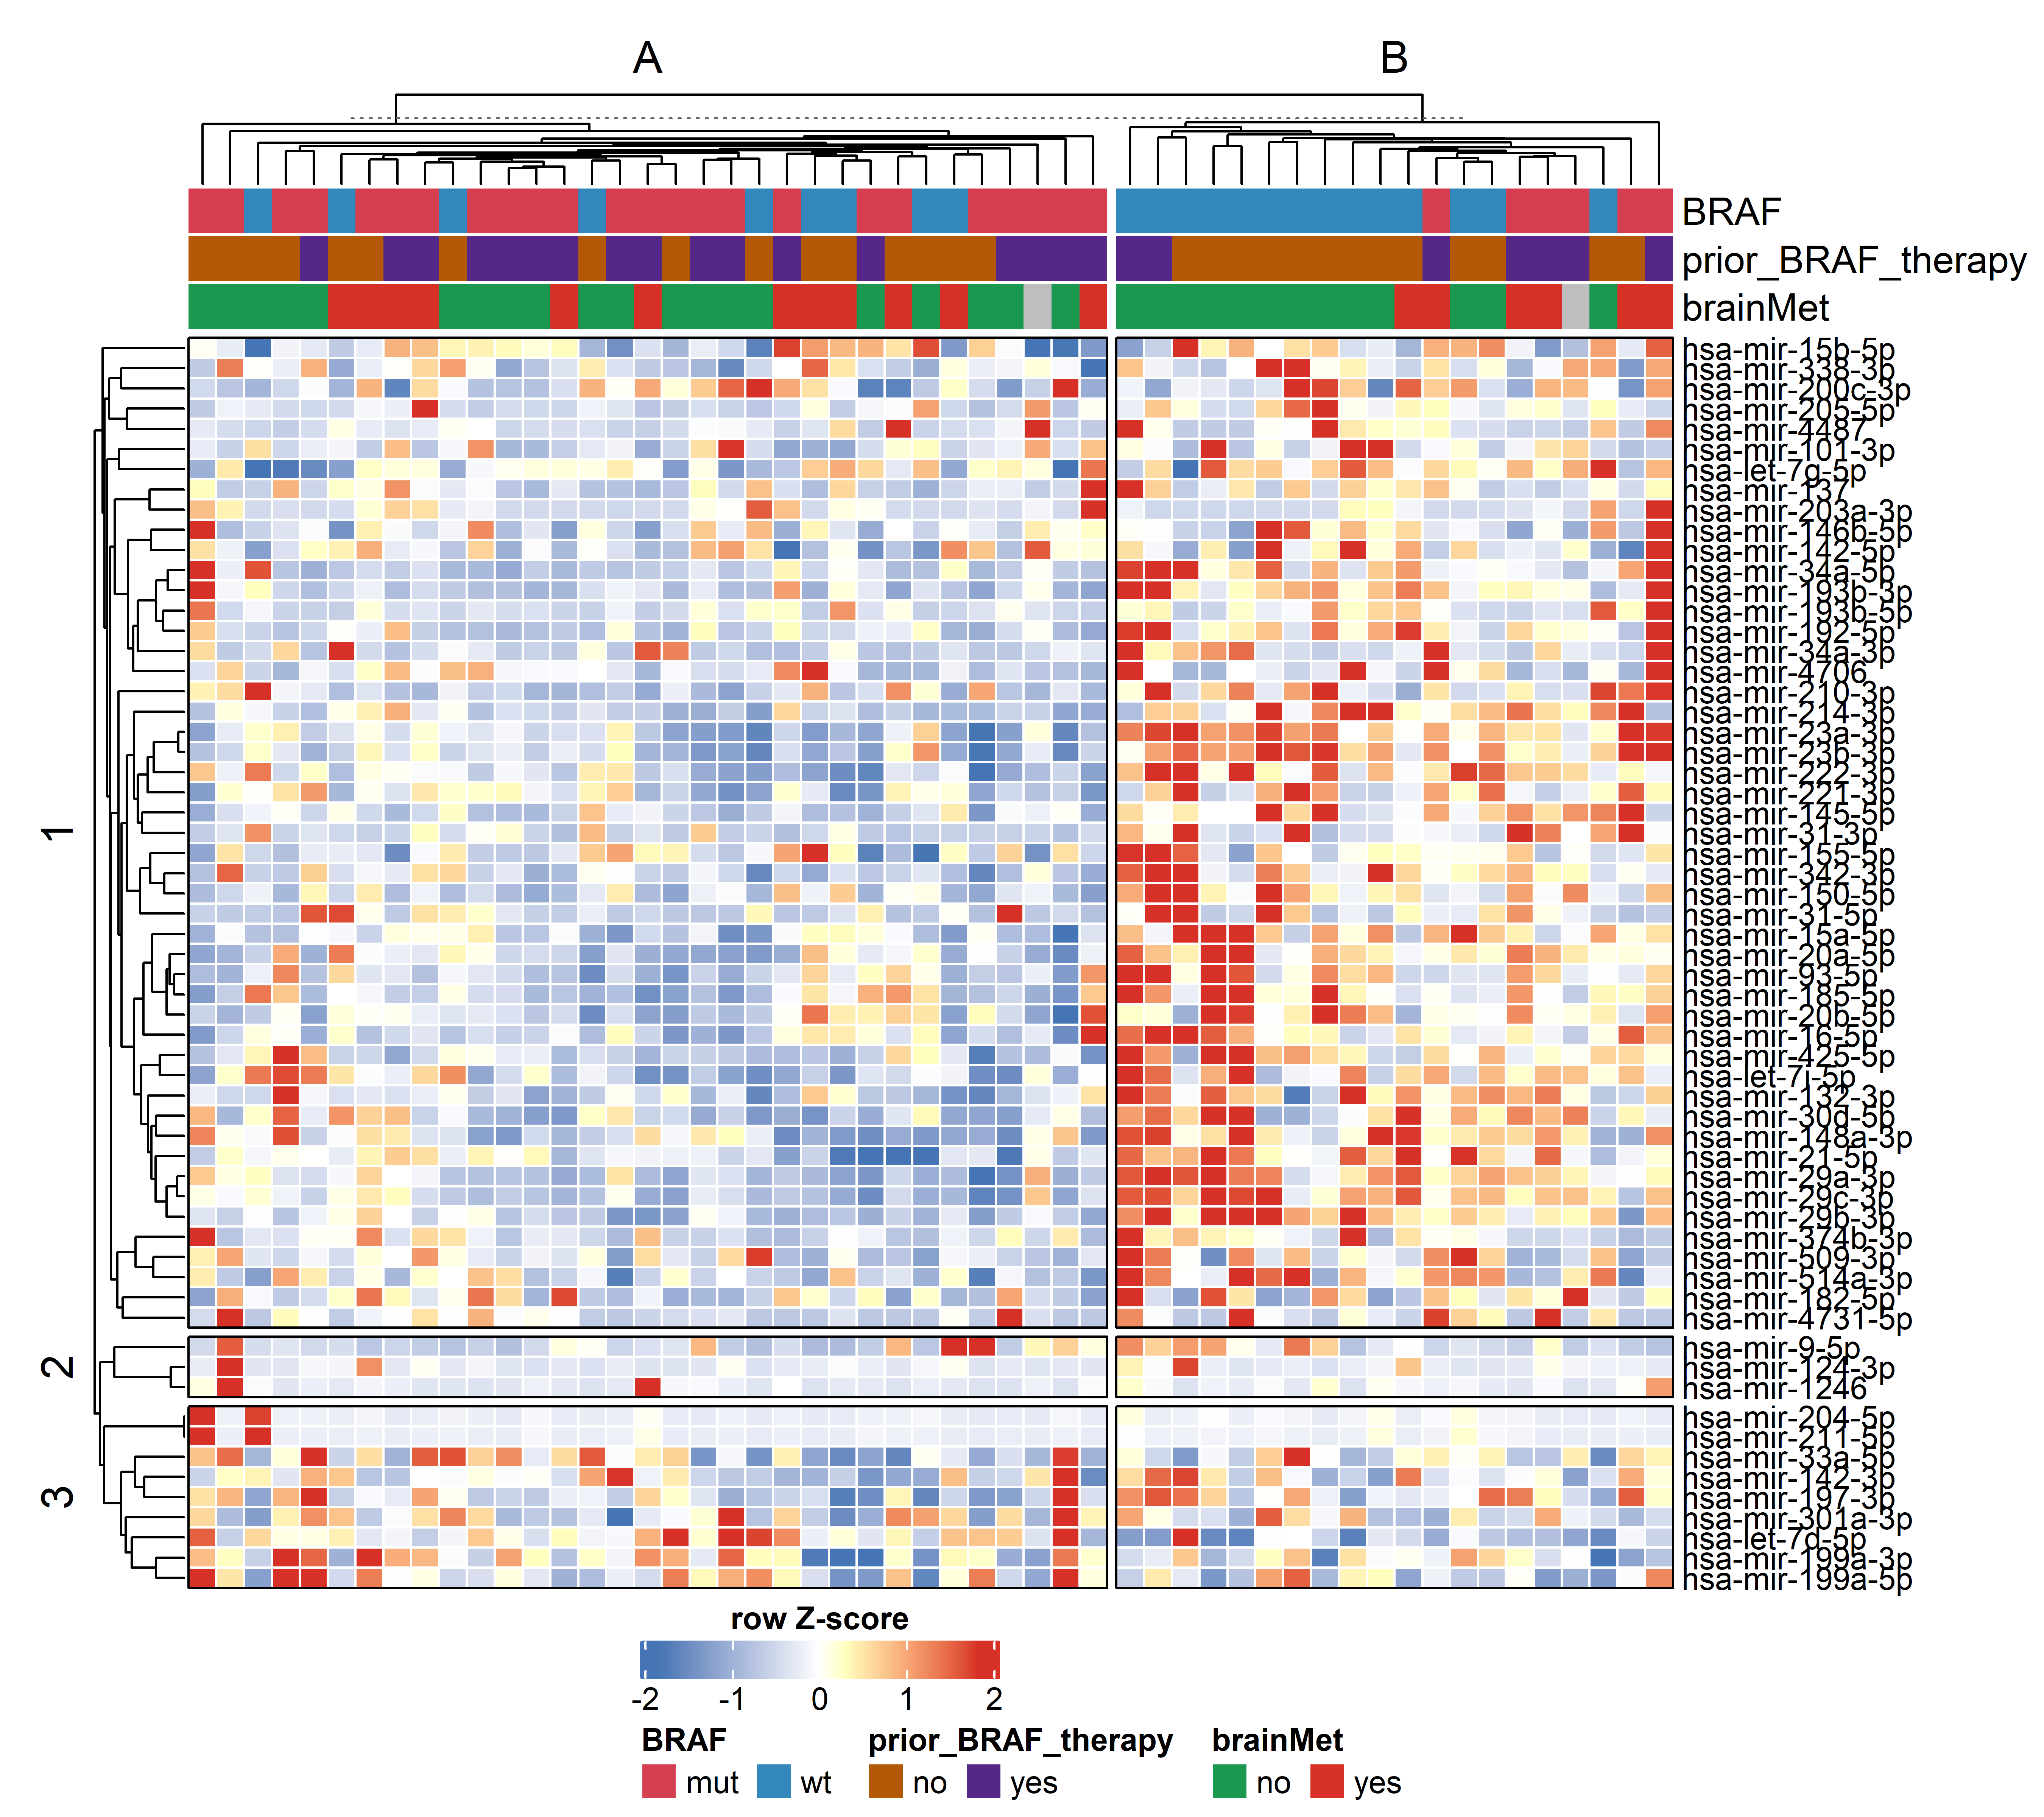 A B
BRAF
prior_BRAF_therapy
brainMet
hsa-mir-15b-5p
hsa-mir-338-3p
hsa-mir-200c-3p
hsa-mir-205-5p
hsa-mir-4487
hsa-mir-101-3p
hsa-let-7g-5p
hsa-mir-137
hsa-mir-203a-3p
hsa-mir-146b-5p
hsa-mir-142-5p
hsa-mir-34a-5p
hsa-mir-193b-3p
hsa-mir-193b-5p
hsa-mir-192-5p
hsa-mir-34a-3p
hsa-mir-4706
hsa-mir-210-3p
hsa-mir-214-3p
hsa-mir-23a-3p
hsa-mir-23b-3p
hsa-mir-222-3p
hsa-mir-221-3p
1
hsa-mir-145-5p
hsa-mir-31-3p
hsa-mir-155-5p
hsa-mir-342-3p
hsa-mir-150-5p
hsa-mir-31-5p
hsa-mir-15a-5p
hsa-mir-20a-5p
hsa-mir-93-5p
hsa-mir-185-5p
hsa-mir-20b-5p
hsa-mir-16-5p
hsa-mir-425-5p
hsa-let-7i-5p
hsa-mir-132-3p
hsa-mir-30d-5p
hsa-mir-148a-3p
hsa-mir-21-5p
hsa-mir-29a-3p
hsa-mir-29c-3p
hsa-mir-29b-3p
hsa-mir-374b-3p
hsa-mir-509-3p
hsa-mir-514a-3p
hsa-mir-182-5p
hsa-mir-4731-5p
2
hsa-mir-9-5p
hsa-mir-124-3p
hsa-mir-1246
3
hsa-mir-204-5p
hsa-mir-211-5p
hsa-mir-33a-5p
hsa-mir-142-3p
hsa-mir-197-3p
hsa-mir-301a-3p
hsa-let-7d-5p
hsa-mir-199a-3p
hsa-mir-199a-5p
row Z-score
-2 -1 0 1 2
BRAF prior_BRAF_therapy brainMet
mut wt no yes no yes